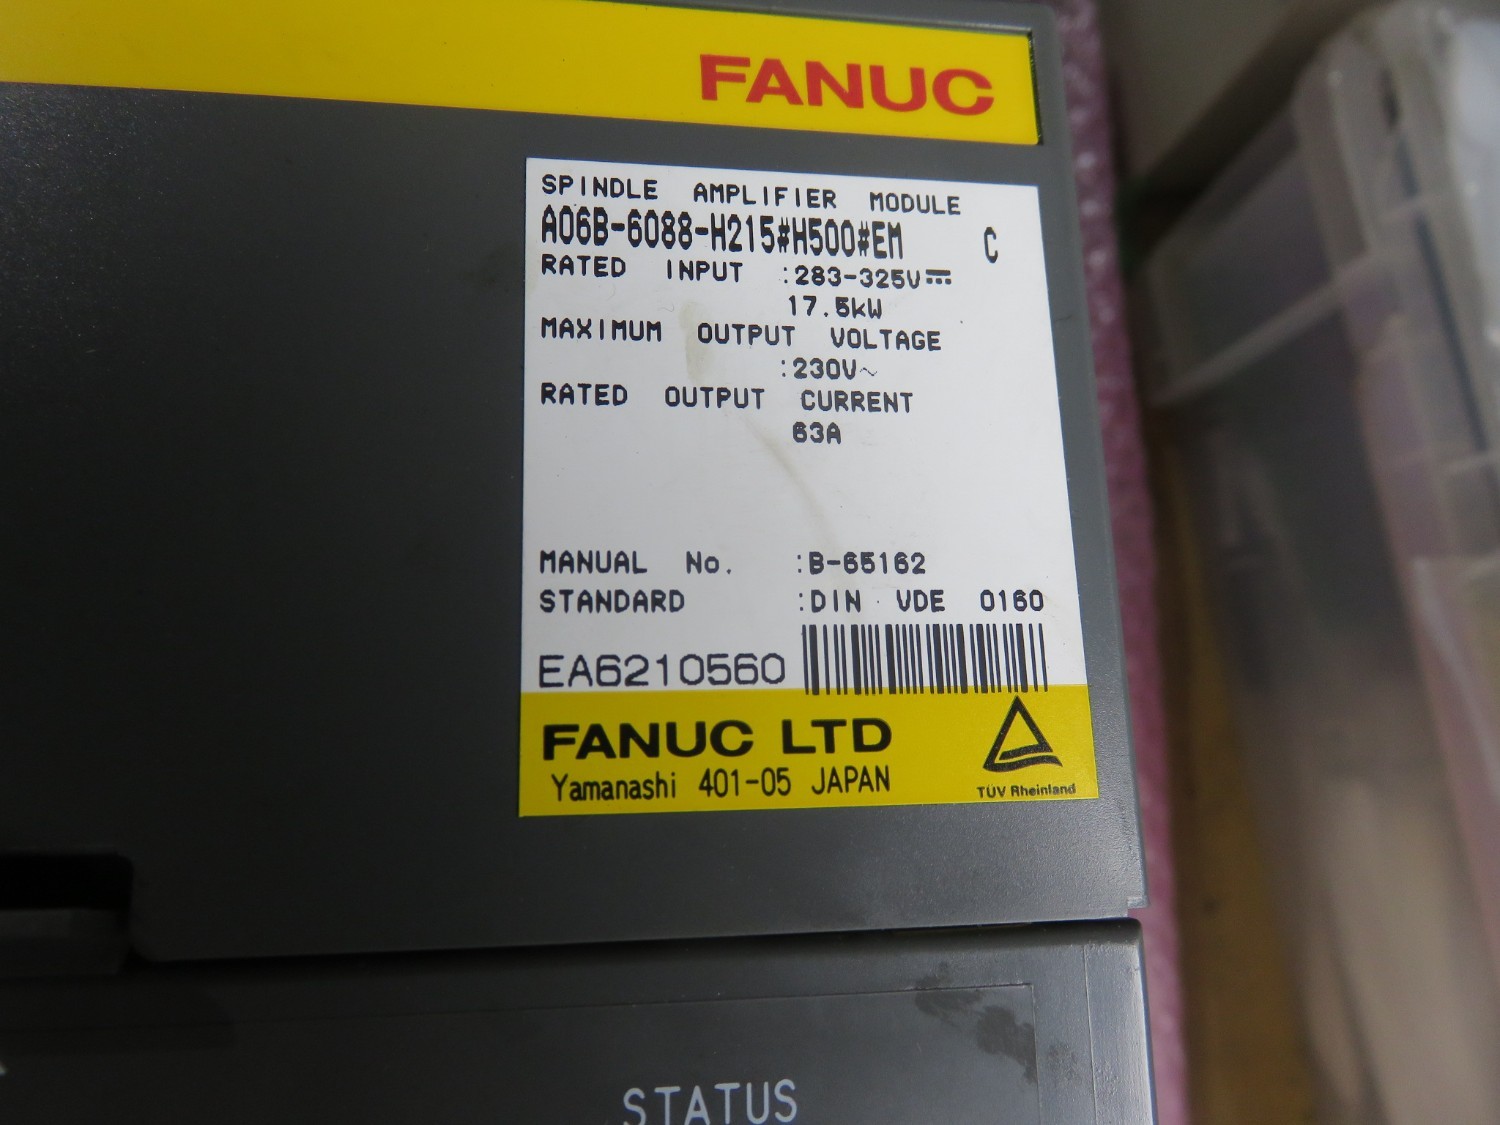 FANUC
SPINDLE AMPLIFIER MODULE
A06B-6088-H215#H500#EM C
RATED INPUT :283-325V⎓
17.5kW
MAXIMUM OUTPUT VOLTAGE
:230V~
RATED OUTPUT CURRENT
63A
MANUAL No. :B-65162
STANDARD :DIN VDE 0160
EA6210560
FANUC LTD
Yamanashi 401-05 JAPAN
TÜV Rheinland
STATUS